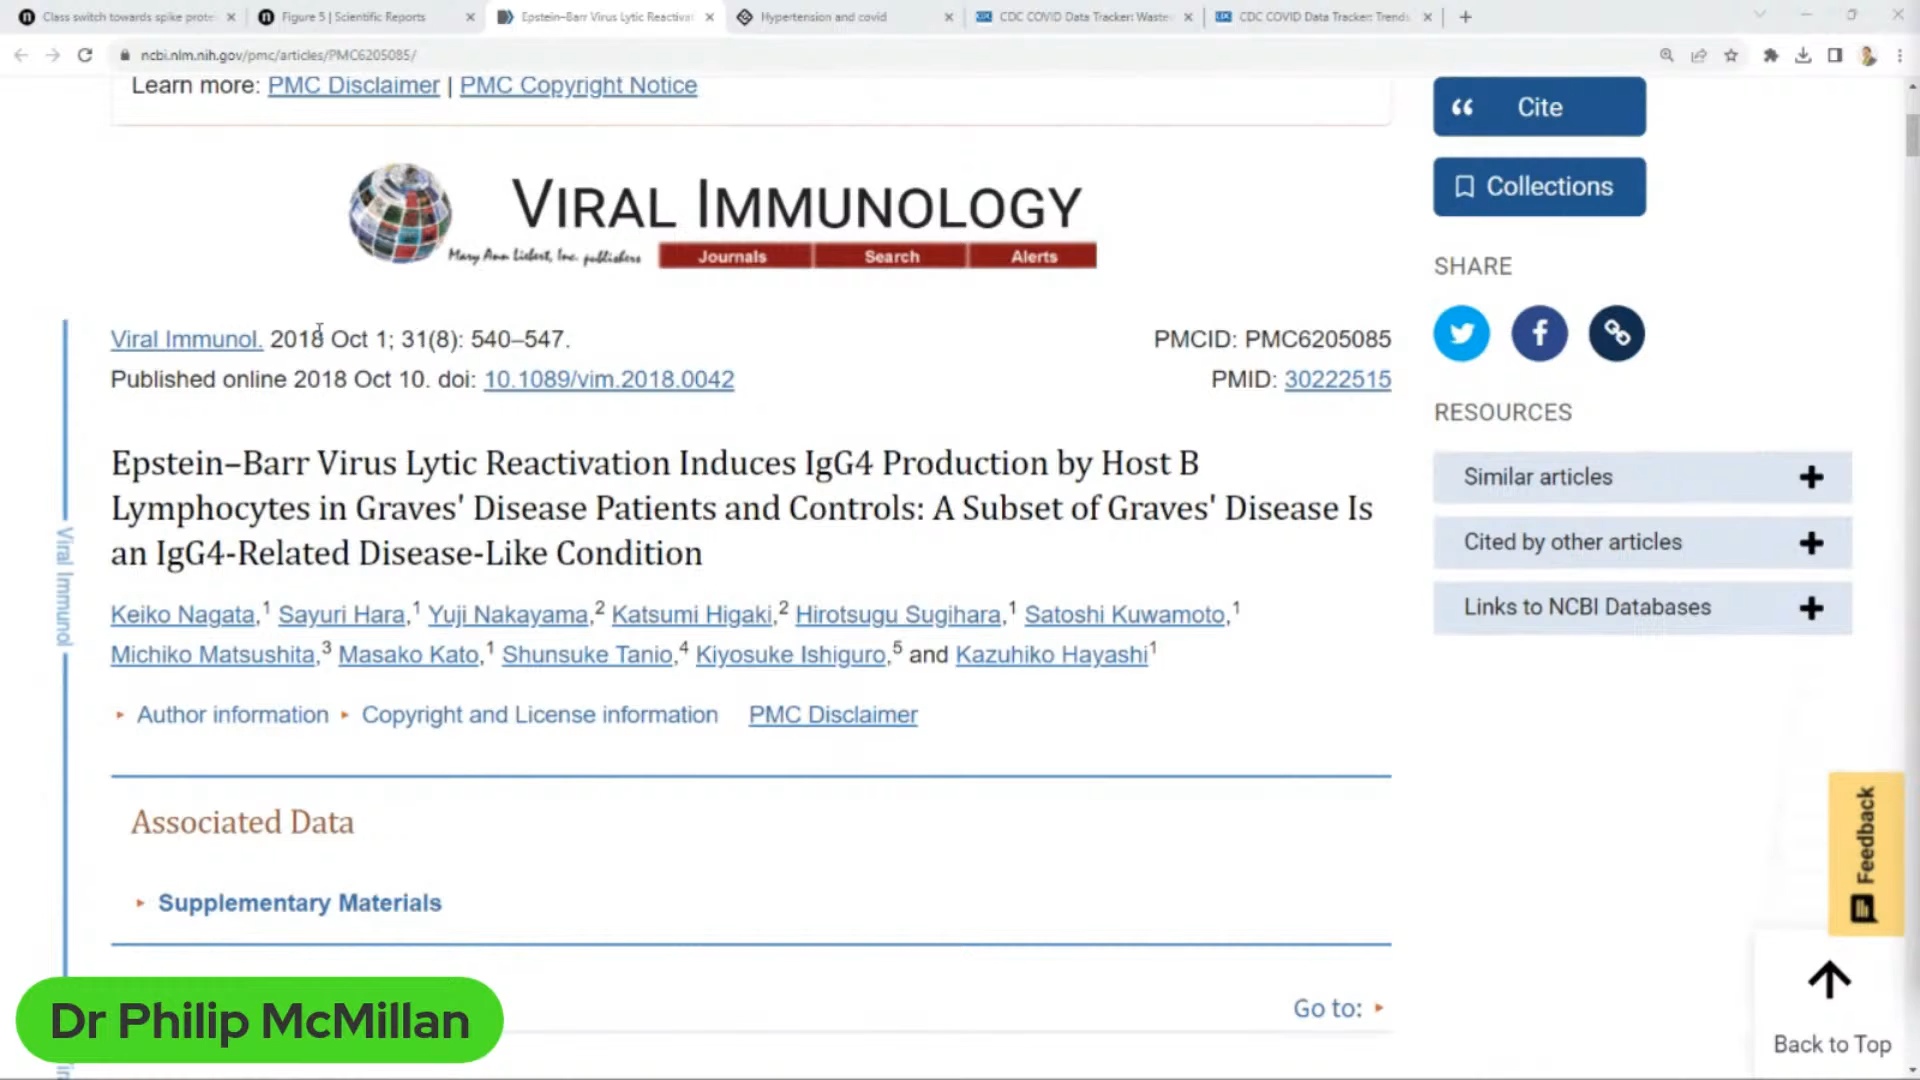 Class switch towards spike prote
Figure 5 | Scientific Reports
Epstein–Barr Virus Lytic Reactivat
Hypertension and covid
CDC COVID Data Tracker: Waste
CDC COVID Data Tracker: Trends
ncbi.nlm.nih.gov/pmc/articles/PMC6205085/
Learn more: PMC Disclaimer | PMC Copyright Notice
Cite
Collections
VIRAL IMMUNOLOGY
Mary Ann Liebert, Inc. publishers
Journals
Search
Alerts
SHARE
Viral Immunol. 2018 Oct 1; 31(8): 540–547.
PMCID: PMC6205085
Published online 2018 Oct 10. doi: 10.1089/vim.2018.0042
PMID: 30222515
RESOURCES
Epstein–Barr Virus Lytic Reactivation Induces IgG4 Production by Host B
Lymphocytes in Graves' Disease Patients and Controls: A Subset of Graves' Disease Is
an IgG4-Related Disease-Like Condition
Similar articles
Cited by other articles
Links to NCBI Databases
Viral Immunol
Keiko Nagata,1 Sayuri Hara,1 Yuji Nakayama,2 Katsumi Higaki,2 Hirotsugu Sugihara,1 Satoshi Kuwamoto,1
Michiko Matsushita,3 Masako Kato,1 Shunsuke Tanio,4 Kiyosuke Ishiguro,5 and Kazuhiko Hayashi1
Author information
Copyright and License information
PMC Disclaimer
Associated Data
Supplementary Materials
Feedback
Go to:
Back to Top
Dr Philip McMillan